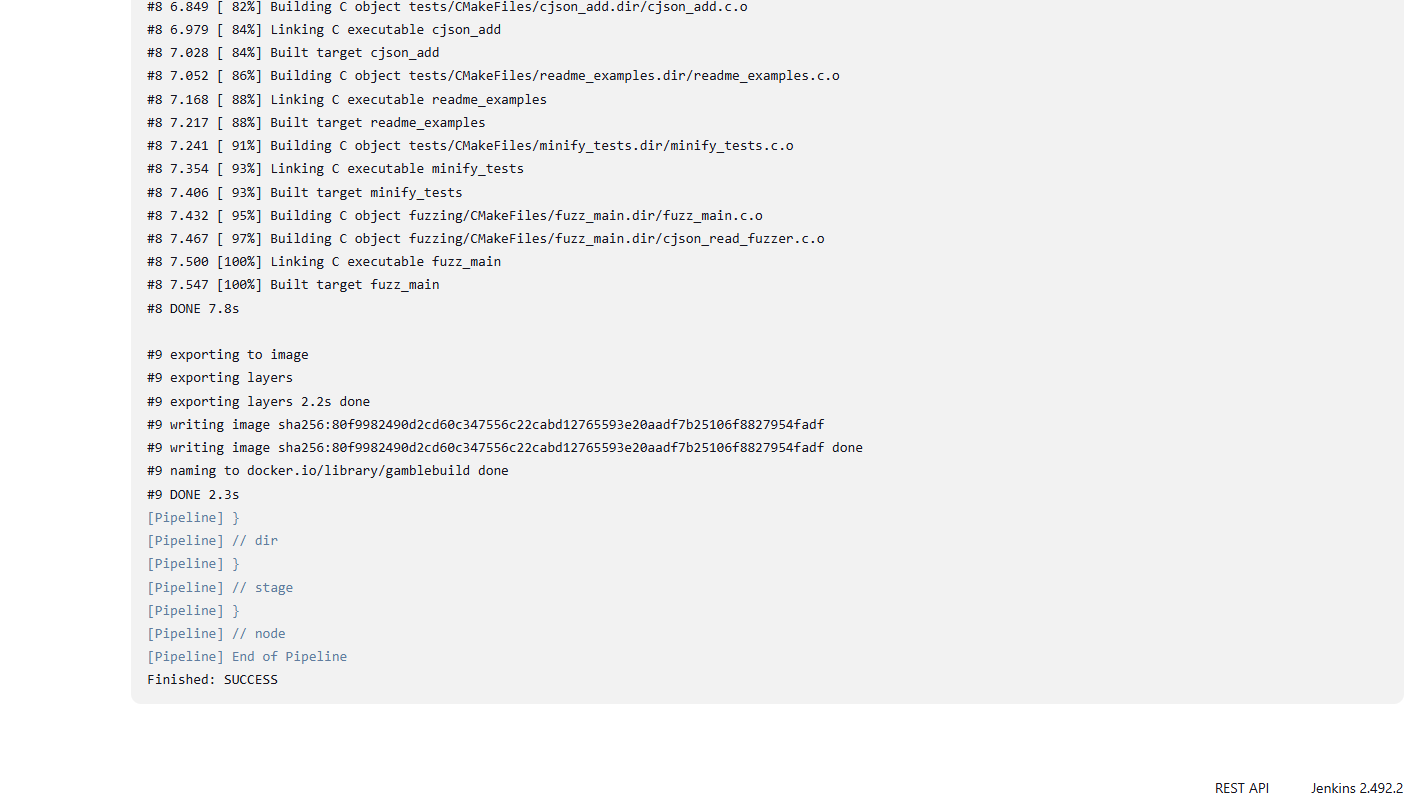 #8 6.849 [ 82%] Building C object tests/CMakeFiles/cjson_add.dir/cjson_add.c.o
#8 6.979 [ 84%] Linking C executable cjson_add
#8 7.028 [ 84%] Built target cjson_add
#8 7.052 [ 86%] Building C object tests/CMakeFiles/readme_examples.dir/readme_examples.c.o
#8 7.168 [ 88%] Linking C executable readme_examples
#8 7.217 [ 88%] Built target readme_examples
#8 7.241 [ 91%] Building C object tests/CMakeFiles/minify_tests.dir/minify_tests.c.o
#8 7.354 [ 93%] Linking C executable minify_tests
#8 7.406 [ 93%] Built target minify_tests
#8 7.432 [ 95%] Building C object fuzzing/CMakeFiles/fuzz_main.dir/fuzz_main.c.o
#8 7.467 [ 97%] Building C object fuzzing/CMakeFiles/fuzz_main.dir/cjson_read_fuzzer.c.o
#8 7.500 [100%] Linking C executable fuzz_main
#8 7.547 [100%] Built target fuzz_main
#8 DONE 7.8s
#9 exporting to image
#9 exporting layers
#9 exporting layers 2.2s done
#9 writing image sha256:80f9982490d2cd60c347556c22cabd12765593e20aadf7b25106f8827954fadf
#9 writing image sha256:80f9982490d2cd60c347556c22cabd12765593e20aadf7b25106f8827954fadf done
#9 naming to docker.io/library/gamblebuild done
#9 DONE 2.3s
[Pipeline] }
[Pipeline] // dir
[Pipeline] }
[Pipeline] // stage
[Pipeline] }
[Pipeline] // node
[Pipeline] End of Pipeline
Finished: SUCCESS
REST API Jenkins 2.492.2